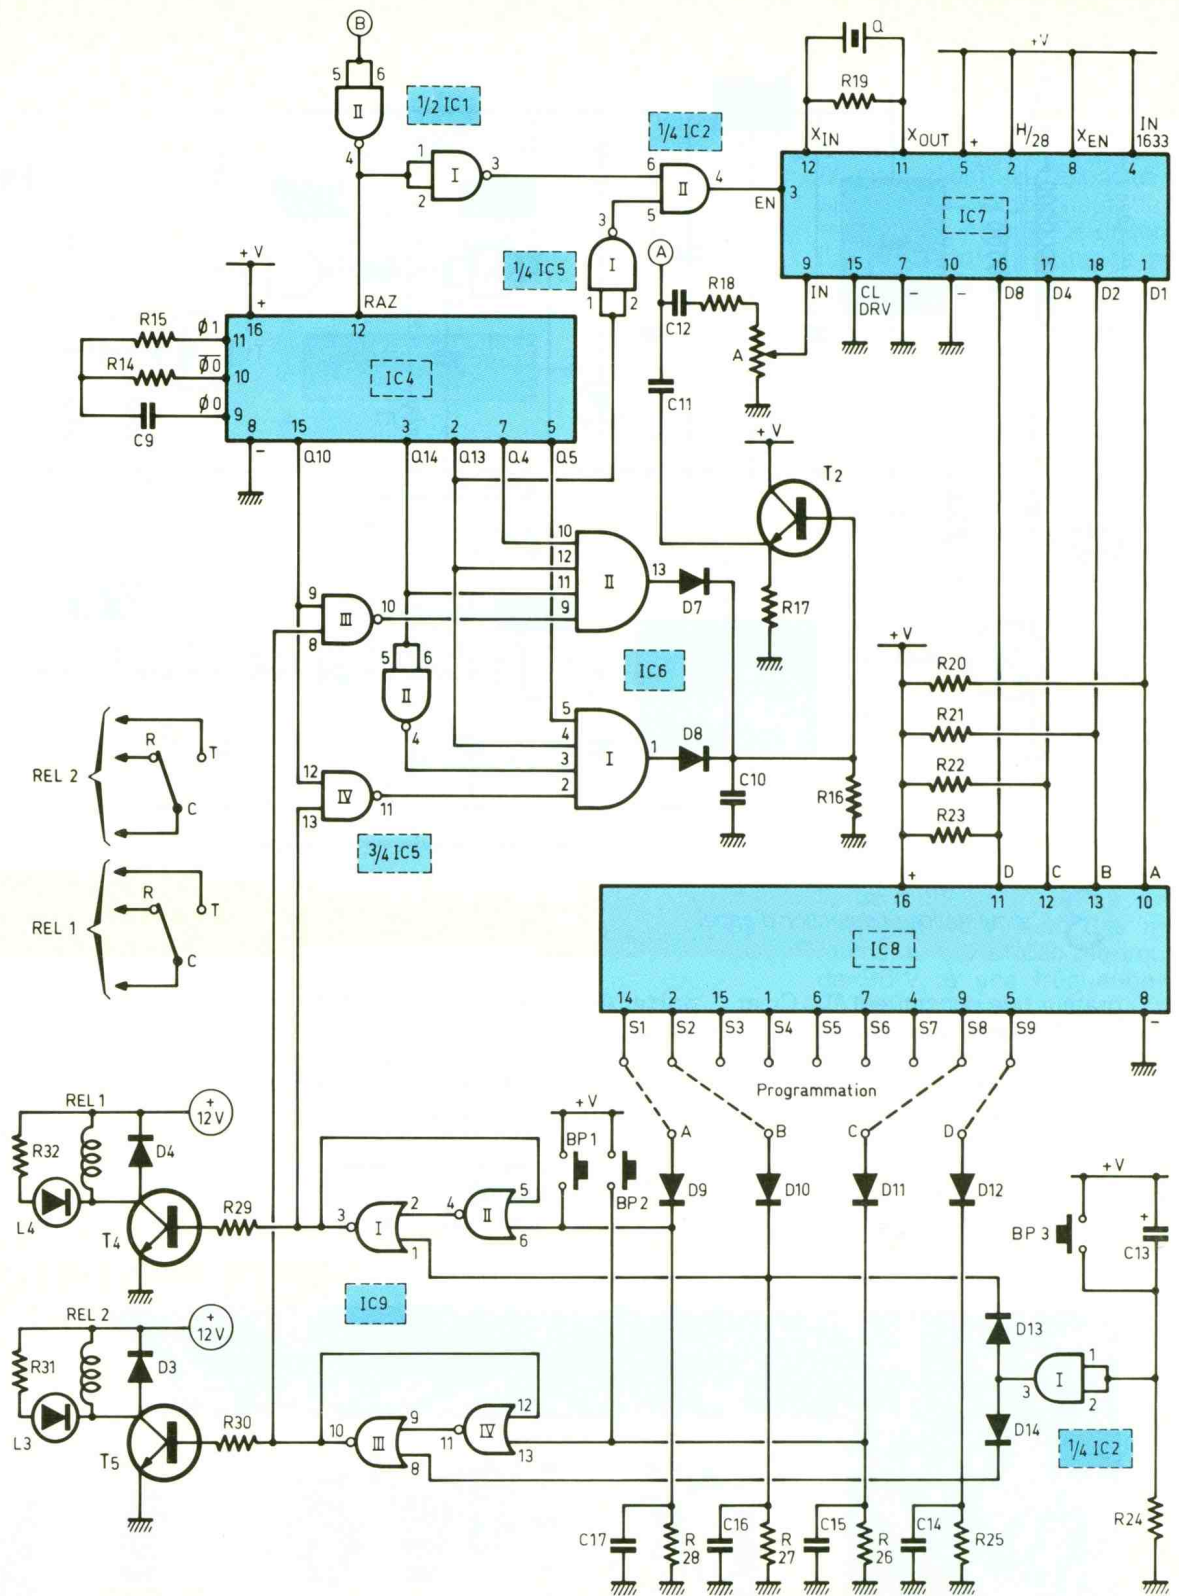 B
Q
+V
5 6
II
1/2 IC1
R19
4
1/4 IC2
XIN
XOUT
+
H/28
XEN
IN
1633
1
I
3
2
6
II
4
5
12
11
5
2
8
4
3
EN
IC7
3
A
9
15
7
10
16
17
18
1
1/4 IC5
I
IN
CL
DRV
-
-
D8
D4
D2
D1
+V
1
2
R18
C12
+
RAZ
A
R15
Ø1
11
16
12
R14
Ø0
10
IC4
C11
Ø0
9
C9
8
15
3
2
7
5
+V
-
Q10
Q14
Q13
Q4
Q5
T2
10
12
II
13
11
9
D7
R17
9
III
10
8
+V
5 6
IC6
R20
II
R21
5
D8
4
4
I
1
3
2
R
T
REL 2
C
12
IV
11
13
C10
R16
R22
R23
3/4 IC5
+
D
C
B
A
R
T
REL 1
C
16
11
12
13
10
IC8
14
2
15
1
6
7
4
9
5
8
S1
S2
S3
S4
S5
S6
S7
S8
S9
-
Programmation
REL 1
+
12V
+V
R32
D4
BP1
A
B
C
D
+V
5
BP2
D9
D10
D11
D12
R29
3
I
2
4
II
L4
1
6
BP3
+
C13
T4
IC9
REL 2
+
12V
D13
R31
D3
I
1
3
2
12
R30
10
III
9
11
IV
D14
L3
8
13
1/4 IC2
T5
C17
R
28
C16
R
27
C15
R
26
C14
R25
R24